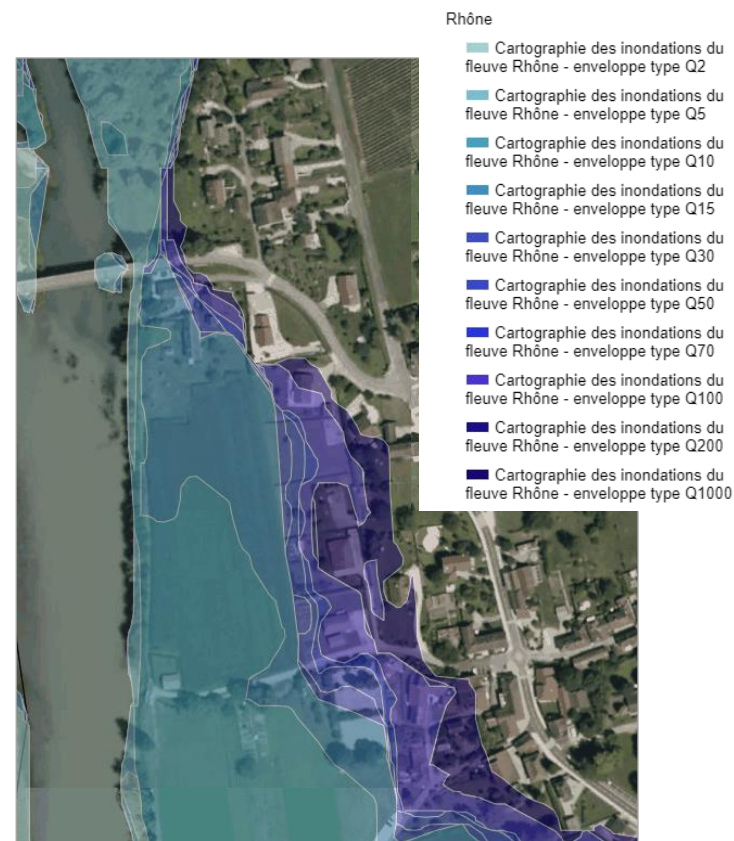 Rhône
Cartographie des inondations du
fleuve Rhône - enveloppe type Q2
Cartographie des inondations du
fleuve Rhône - enveloppe type Q5
Cartographie des inondations du
fleuve Rhône - enveloppe type Q10
Cartographie des inondations du
fleuve Rhône - enveloppe type Q15
Cartographie des inondations du
fleuve Rhône - enveloppe type Q30
Cartographie des inondations du
fleuve Rhône - enveloppe type Q50
Cartographie des inondations du
fleuve Rhône - enveloppe type Q70
Cartographie des inondations du
fleuve Rhône - enveloppe type Q100
Cartographie des inondations du
fleuve Rhône - enveloppe type Q200
Cartographie des inondations du
fleuve Rhône - enveloppe type Q1000